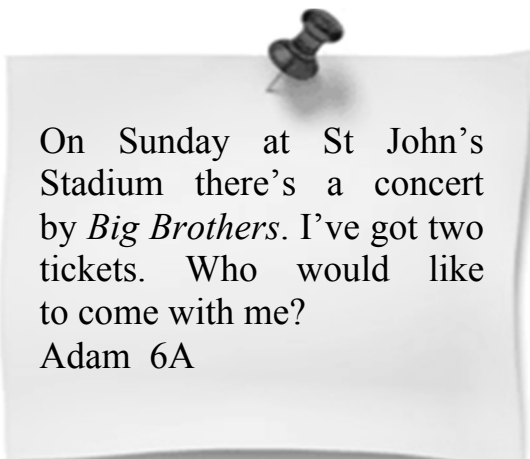 On Sunday at St John’s
Stadium there’s a concert
by Big Brothers. I’ve got two
tickets. Who would like
to come with me?
Adam 6A